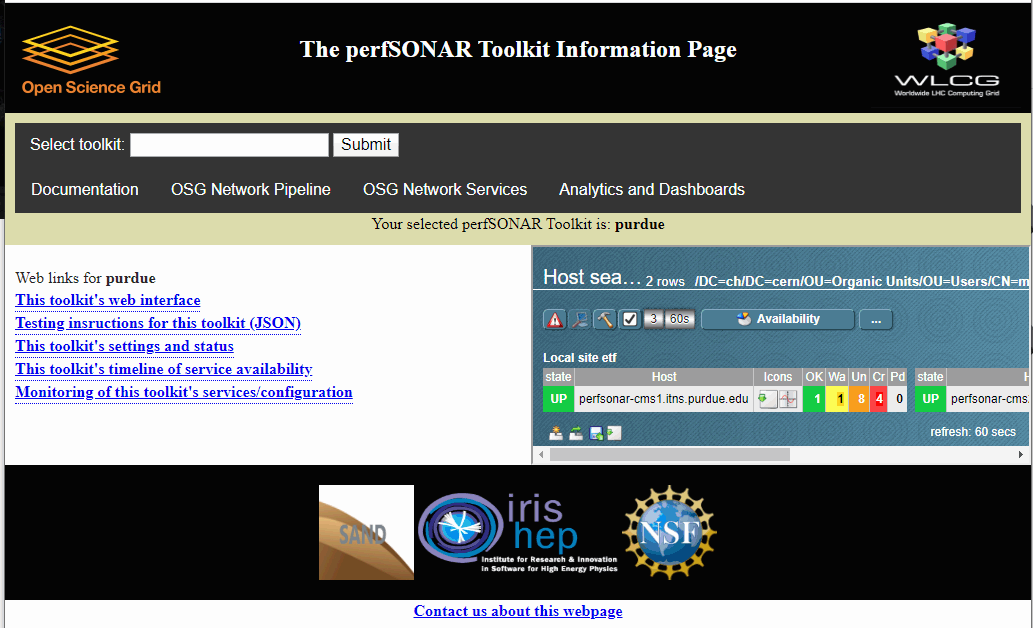 The perfSONAR Toolkit Information Page
Open Science Grid
WLCG
Worldwide LHC Computing Grid
Select toolkit: Submit
Documentation OSG Network Pipeline OSG Network Services Analytics and Dashboards
Your selected perfSONAR Toolkit is: purdue
Web links for purdue
This toolkit's web interface
Testing insructions for this toolkit (JSON)
This toolkit's settings and status
This toolkit's timeline of service availability
Monitoring of this toolkit's services/configuration
Host sea... 2 rows /DC=ch/DC=cern/OU=Organic Units/OU=Users/CN=m
3 60s Availability ...
Local site etf
state Host Icons OK Wa Un Cr Pd state H
UP perfsonar-cms1.itns.purdue.edu 1 1 8 4 0 UP perfsonar-cms
refresh: 60 secs
SAND
iris
hep
Institute for Research & Innovation
in Software for High Energy Physics
NSF
Contact us about this webpage